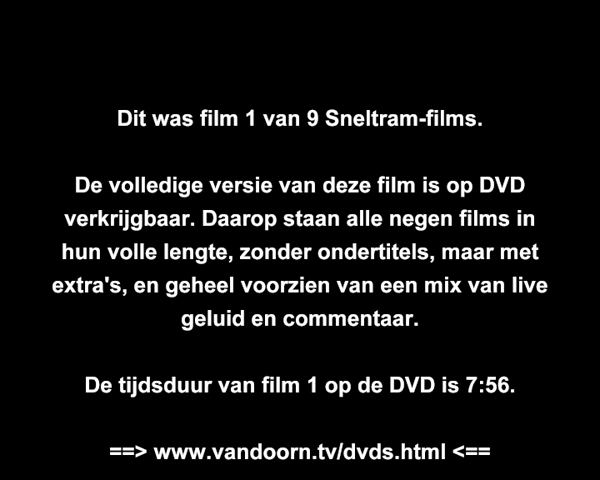 Dit was film 1 van 9 Sneltram-films.
De volledige versie van deze film is op DVD
verkrijgbaar. Daarop staan alle negen films in
hun volle lengte, zonder ondertitels, maar met
extra's, en geheel voorzien van een mix van live
geluid en commentaar.
De tijdsduur van film 1 op de DVD is 7:56.
==> www.vandoorn.tv/dvds.html <==